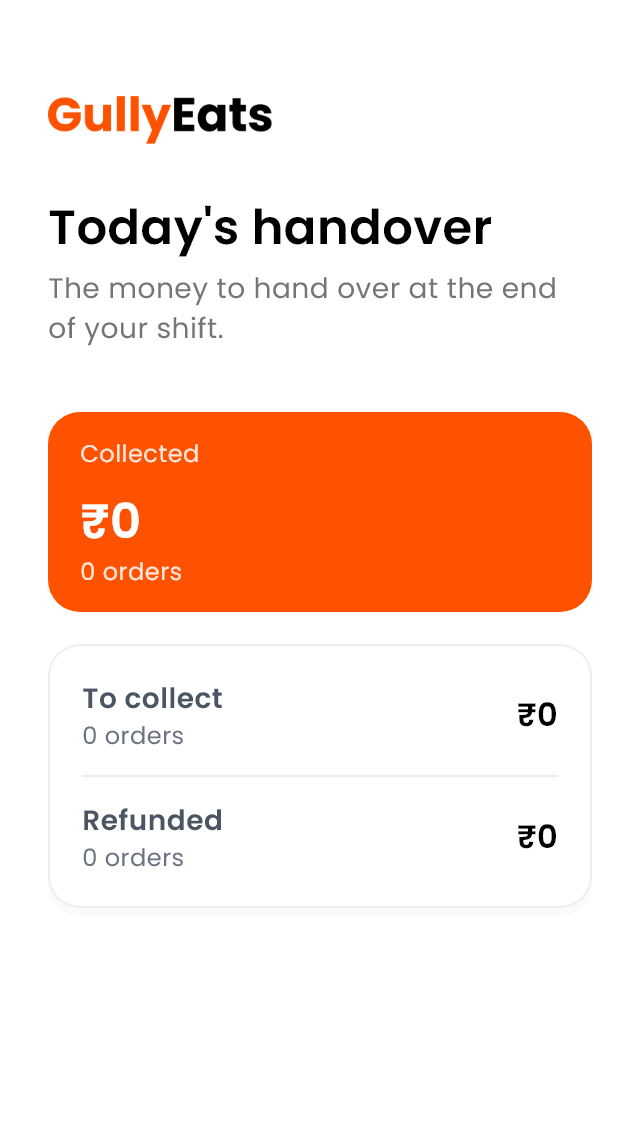 GullyEats
Today's handover
The money to hand over at the end
of your shift.
Collected
₹0
0 orders
To collect
0 orders
₹0
Refunded
0 orders
₹0